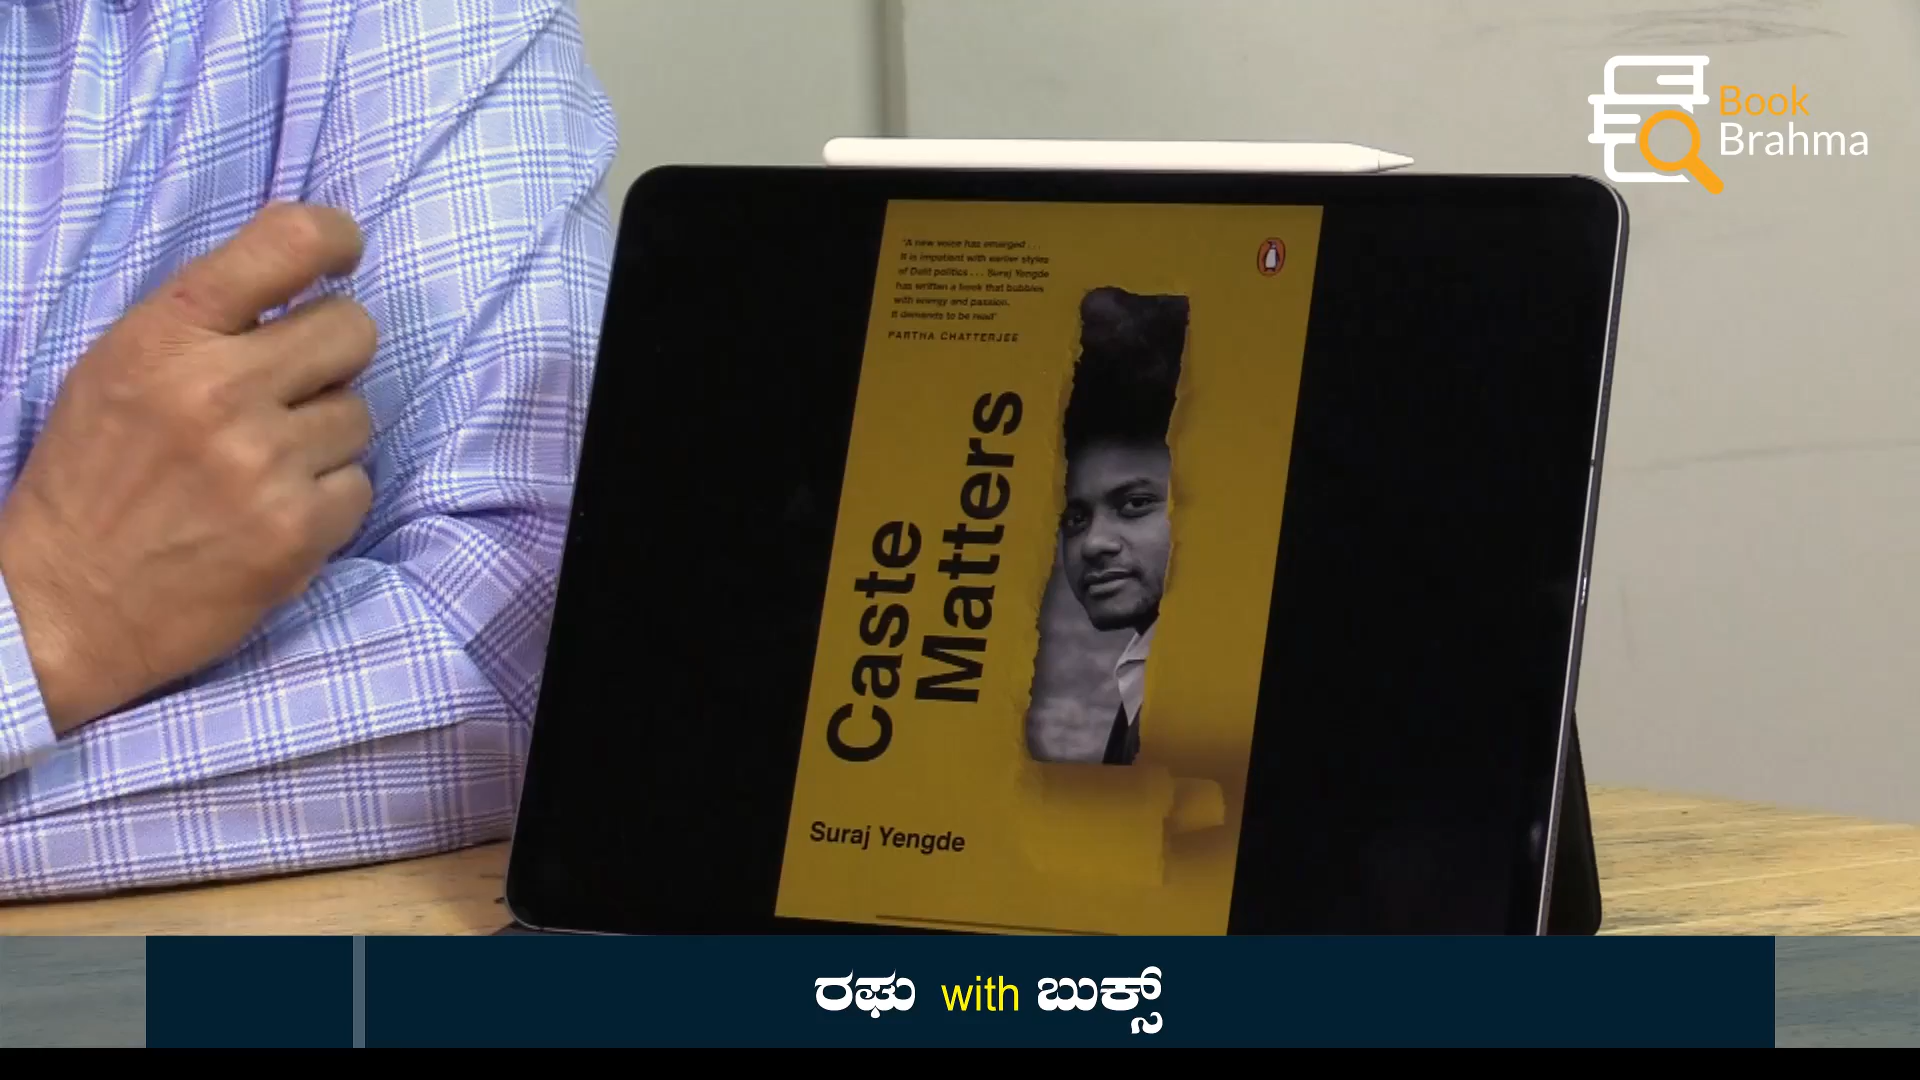 Book
Brahma
'A new voice has emerged . . .
It is impatient with earlier styles
of Dalit politics . . . Suraj Yengde
has written a book that bubbles
with energy and passion.
It demands to be read'
PARTHA CHATTERJEE
Caste
Matters
Suraj Yengde
ರಘು with ಬುಕ್ಸ್